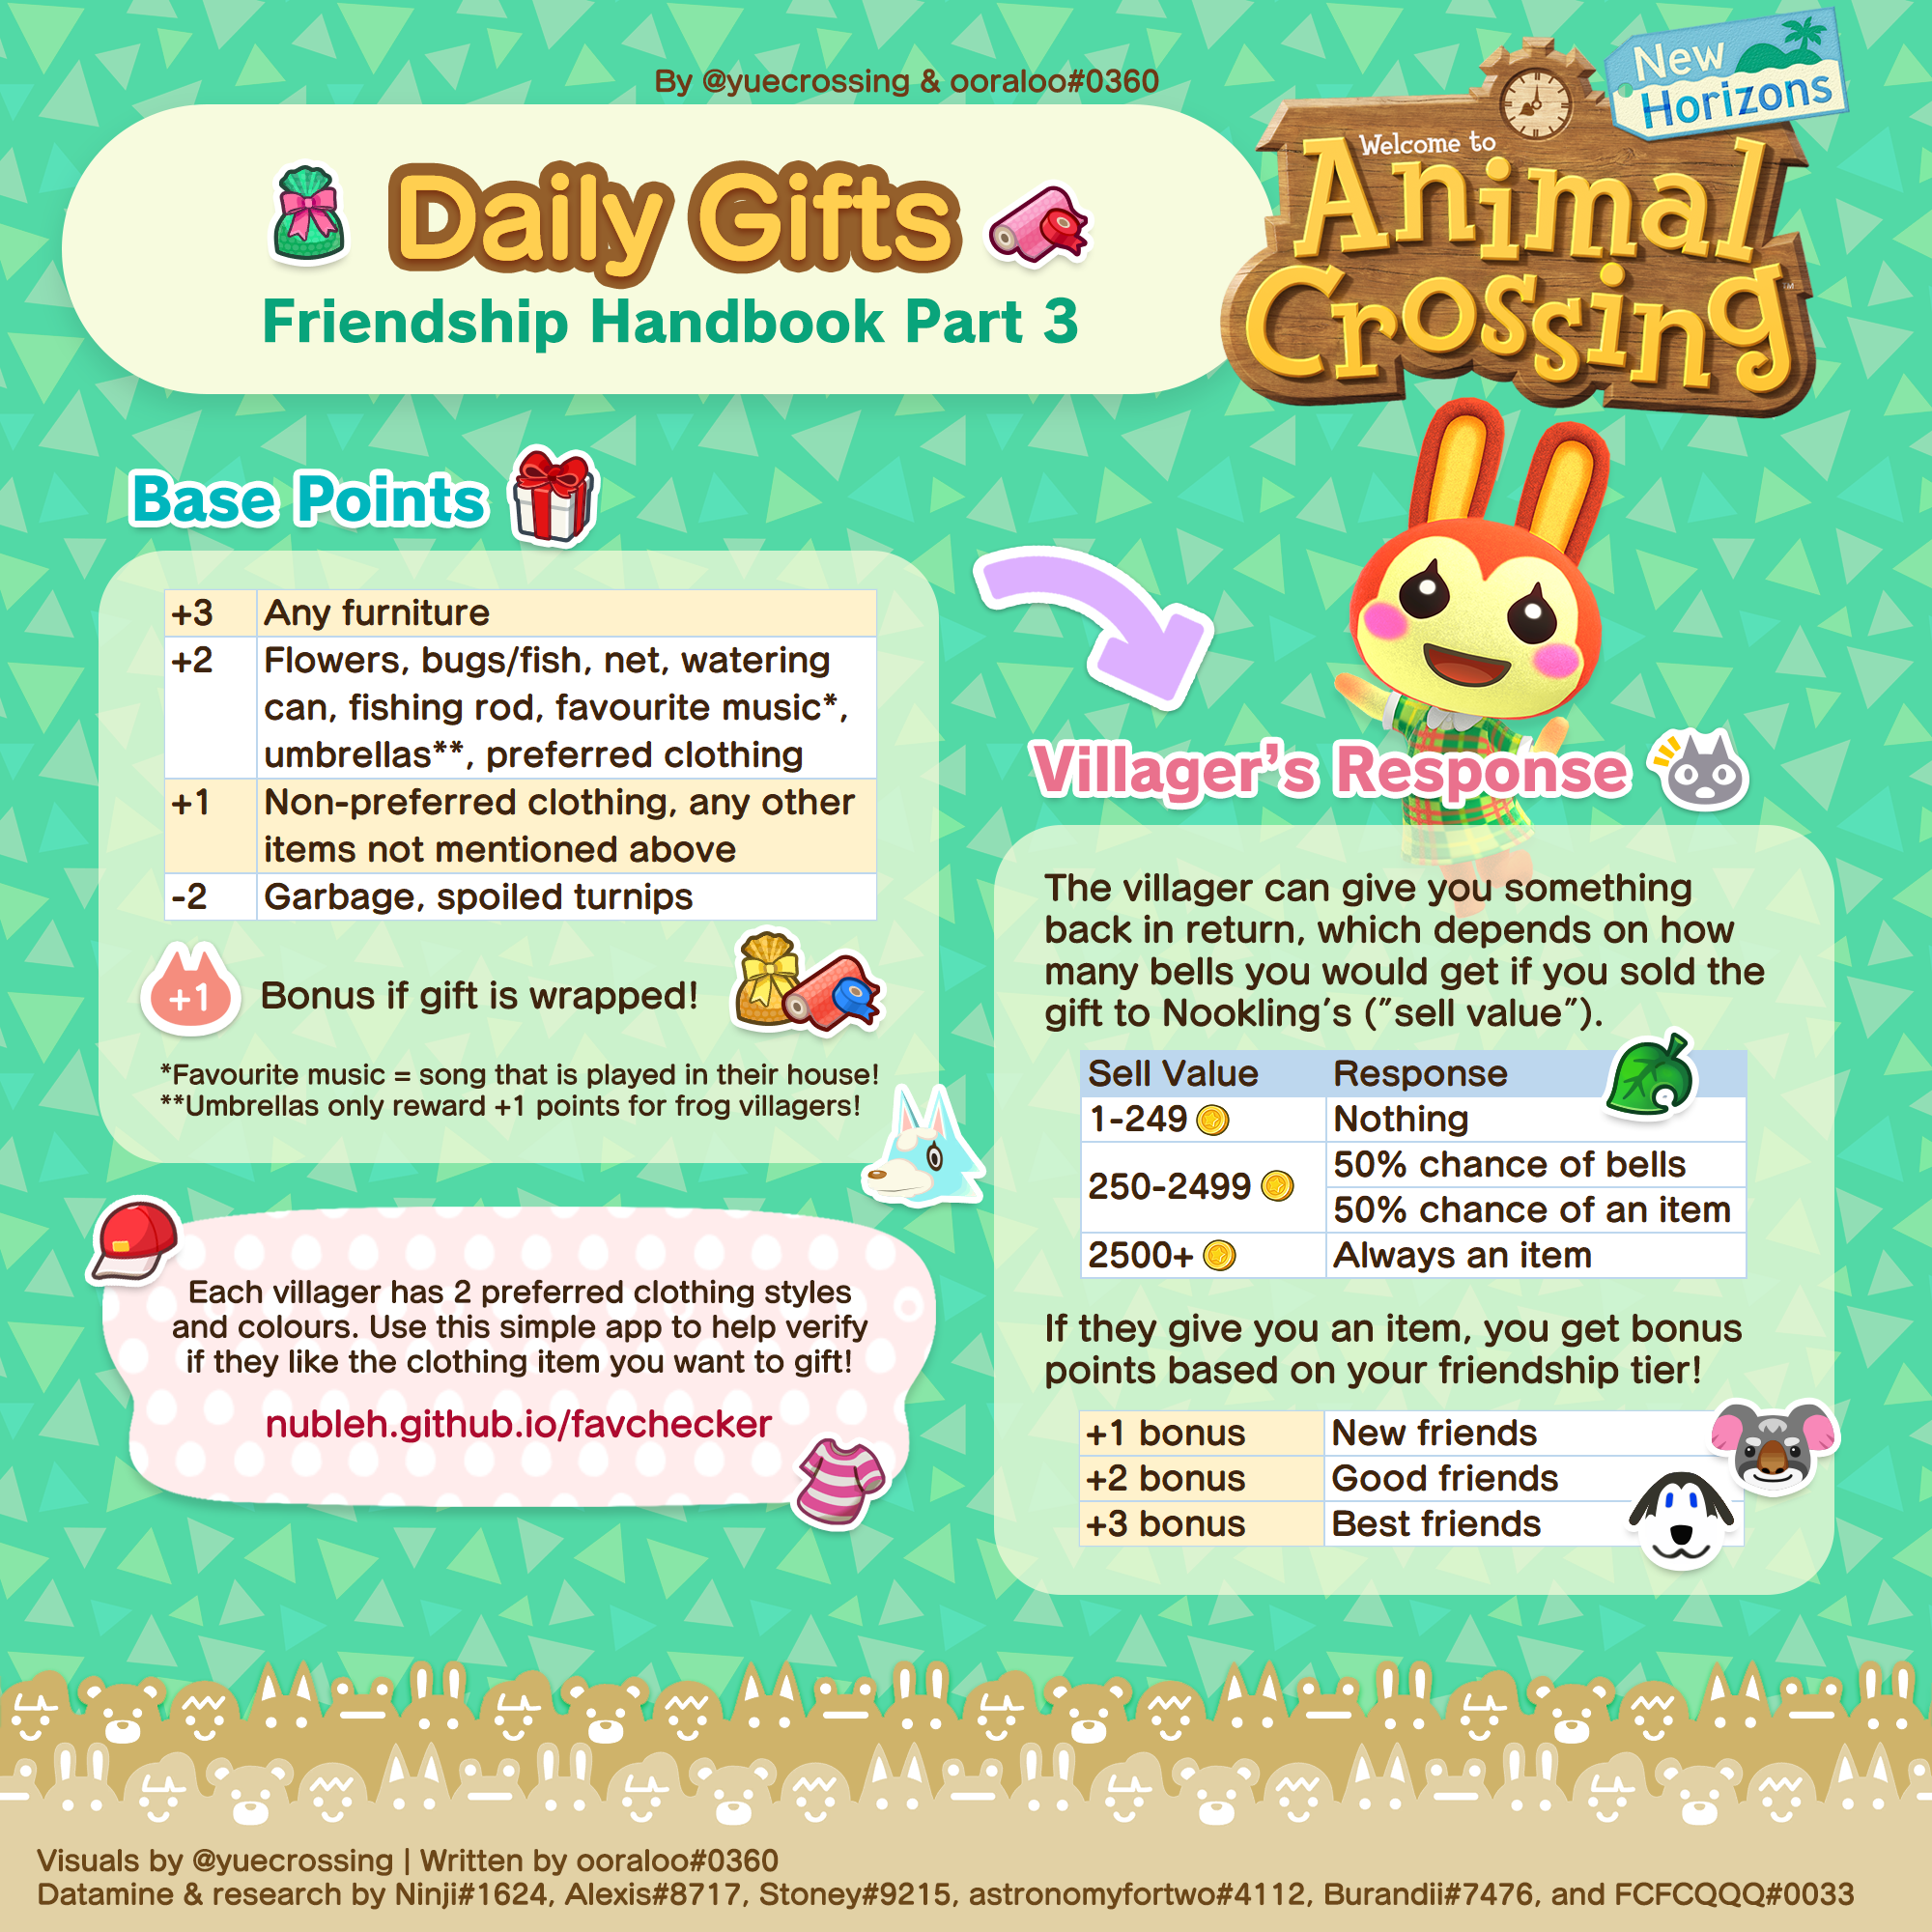 By @yuecrossing & ooraloo#0360
New
Horizons
Welcome to
Animal
Crossing
™
Daily Gifts
Friendship Handbook Part 3
Base Points
+3 Any furniture
+2 Flowers, bugs/fish, net, watering
can, fishing rod, favourite music*,
umbrellas**, preferred clothing
+1 Non-preferred clothing, any other
items not mentioned above
-2 Garbage, spoiled turnips
+1 Bonus if gift is wrapped!
*Favourite music = song that is played in their house!
**Umbrellas only reward +1 points for frog villagers!
Each villager has 2 preferred clothing styles
and colours. Use this simple app to help verify
if they like the clothing item you want to gift!
nubleh.github.io/favchecker
Villager's Response
The villager can give you something
back in return, which depends on how
many bells you would get if you sold the
gift to Nookling's ("sell value").
Sell Value Response
1-249 Nothing
250-2499 50% chance of bells
50% chance of an item
2500+ Always an item
If they give you an item, you get bonus
points based on your friendship tier!
+1 bonus New friends
+2 bonus Good friends
+3 bonus Best friends
Visuals by @yuecrossing | Written by ooraloo#0360
Datamine & research by Ninji#1624, Alexis#8717, Stoney#9215, astronomyfortwo#4112, Burandii#7476, and FCFCQQQ#0033